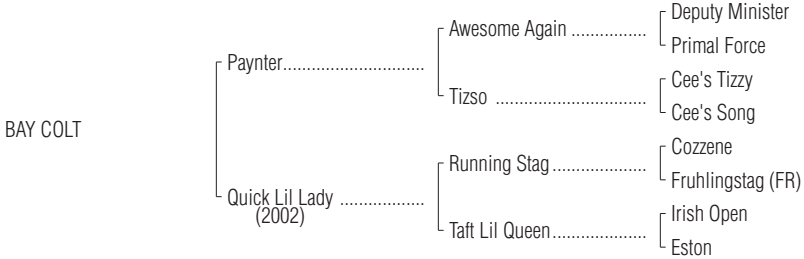 Deputy Minister
Awesome Again ................
Primal Force
Paynter..............................
Cee's Tizzy
Tizso ................................
Cee's Song
BAY COLT
Cozzene
Running Stag ....................
Fruhlingstag (FR)
Quick Lil Lady ..................
(2002)
Irish Open
Taft Lil Queen....................
Eston